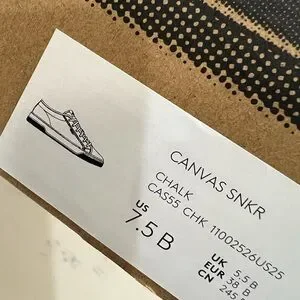 CANVAS SNKR
CHALK
CAS55 CHK 11002526US25
US
7.5 B
UK 5.5 B
EUR 38 B
CN 245